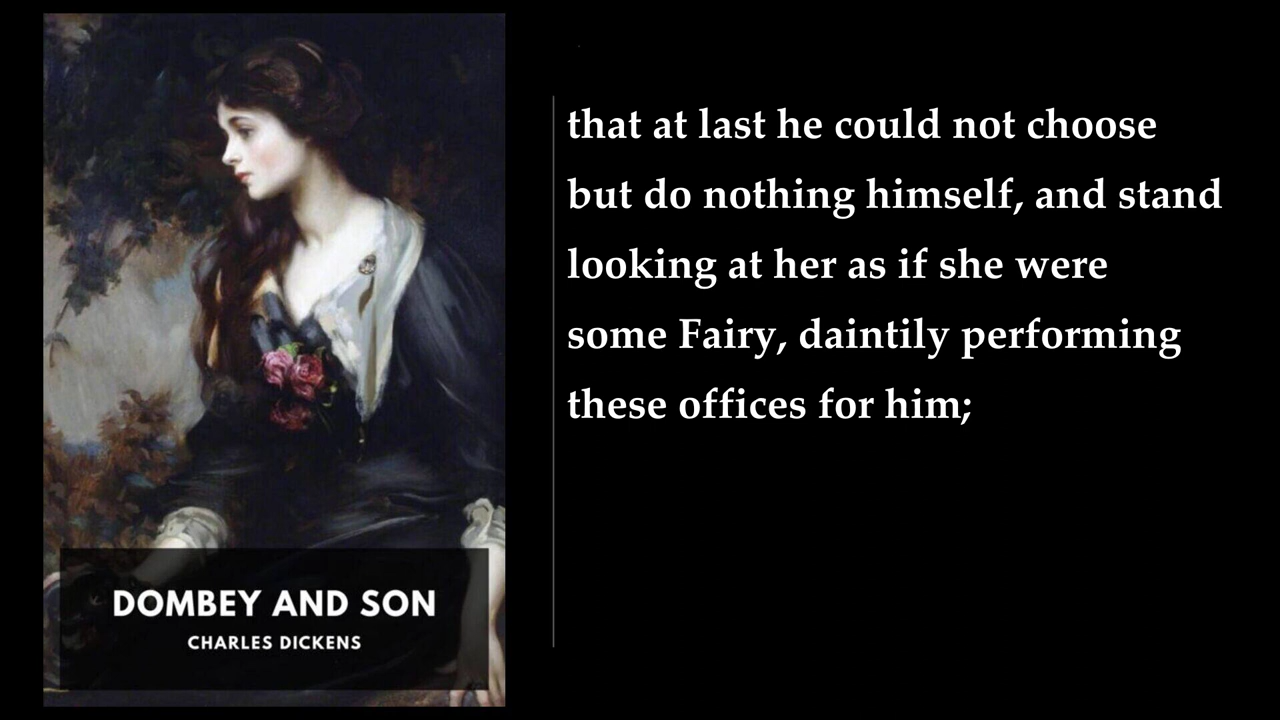 that at last he could not choose
but do nothing himself, and stand
looking at her as if she were
some Fairy, daintily performing
these offices for him;
DOMBEY AND SON
CHARLES DICKENS